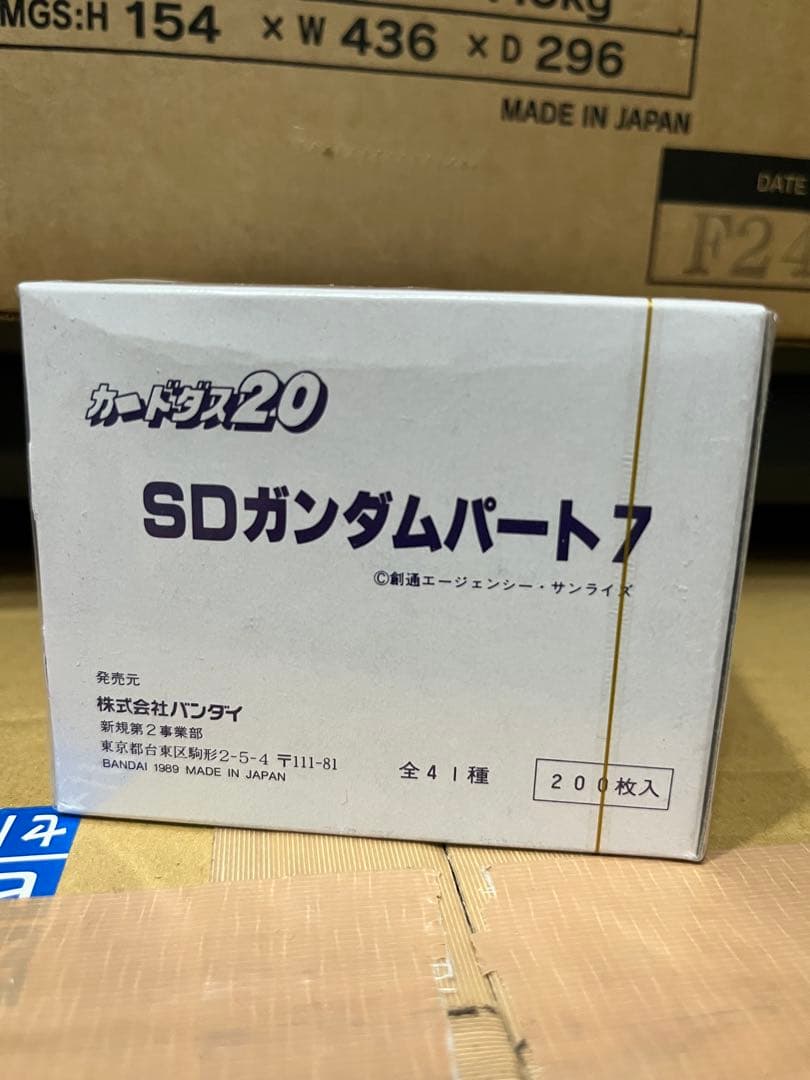 MGS:H 154 × W 436 × D 296
MADE IN JAPAN
DATE
F24
カードダス20
SDガンダムパート7
©創通エージェンシー・サンライズ
発売元
株式会社バンダイ
新規第2事業部
東京都台東区駒形2-5-4 〒111-81
BANDAI 1989 MADE IN JAPAN
全41種
200枚入